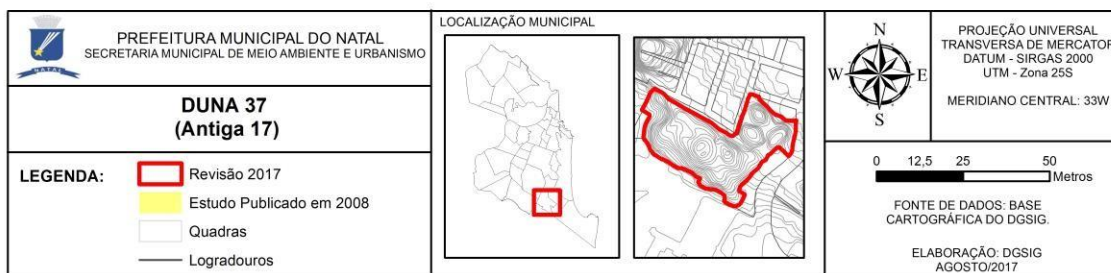 PREFEITURA MUNICIPAL DO NATAL
SECRETARIA MUNICIPAL DE MEIO AMBIENTE E URBANISMO
NATAL
DUNA 37
(Antiga 17)
LEGENDA:
Revisão 2017
Estudo Publicado em 2008
Quadras
Logradouros
LOCALIZAÇÃO MUNICIPAL
N
W
E
S
PROJEÇÃO UNIVERSAL
TRANSVERSA DE MERCATOR
DATUM - SIRGAS 2000
UTM - Zona 25S
MERIDIANO CENTRAL: 33W
0 12,5 25 50
Metros
FONTE DE DADOS: BASE
CARTOGRÁFICA DO DGSIG.
ELABORAÇÃO: DGSIG
AGOSTO/2017